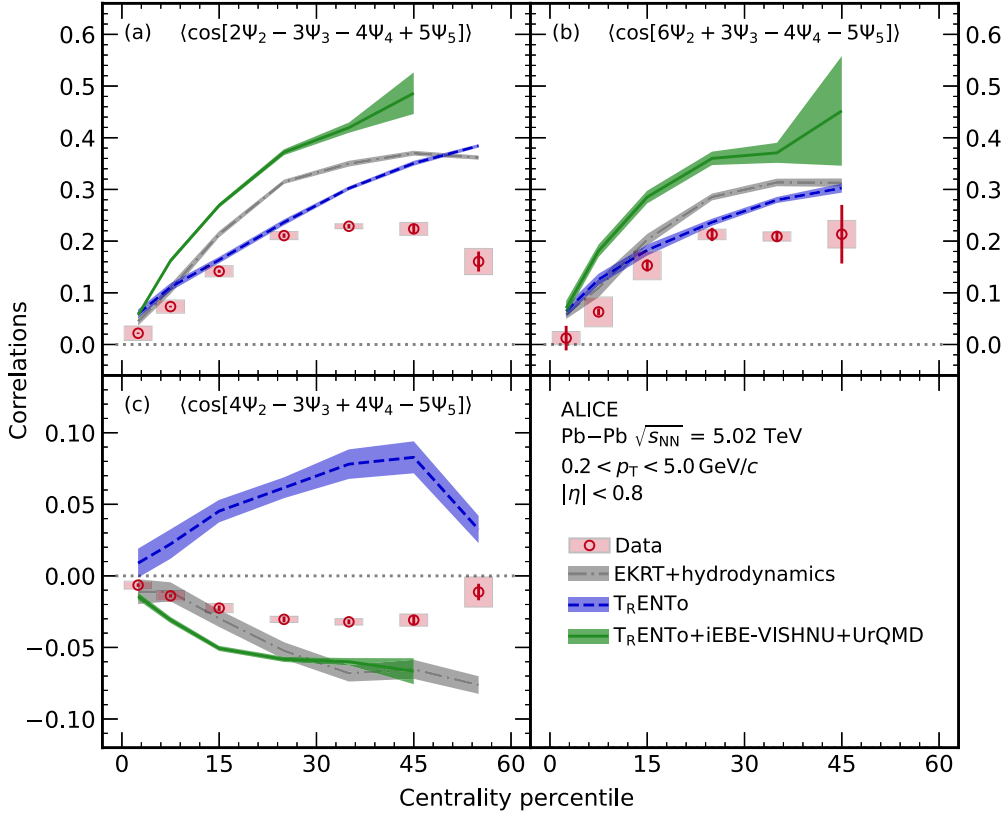 (a) ⟨cos[2Ψ₂ − 3Ψ₃ − 4Ψ₄ + 5Ψ₅]⟩
(b) ⟨cos[6Ψ₂ + 3Ψ₃ − 4Ψ₄ − 5Ψ₅]⟩
0.6 0.6
0.5 0.5
0.4 0.4
0.3 0.3
0.2 0.2
0.1 0.1
0.0 0.0
Correlations
(c) ⟨cos[4Ψ₂ − 3Ψ₃ + 4Ψ₄ − 5Ψ₅]⟩
0.10
0.05
0.00
−0.05
−0.10
ALICE
Pb−Pb √s_NN = 5.02 TeV
0.2 < p_T < 5.0 GeV/c
|η| < 0.8
Data
EKRT+hydrodynamics
T_RENTo
T_RENTo+iEBE-VISHNU+UrQMD
0 15 30 45 60
0 15 30 45 60
Centrality percentile